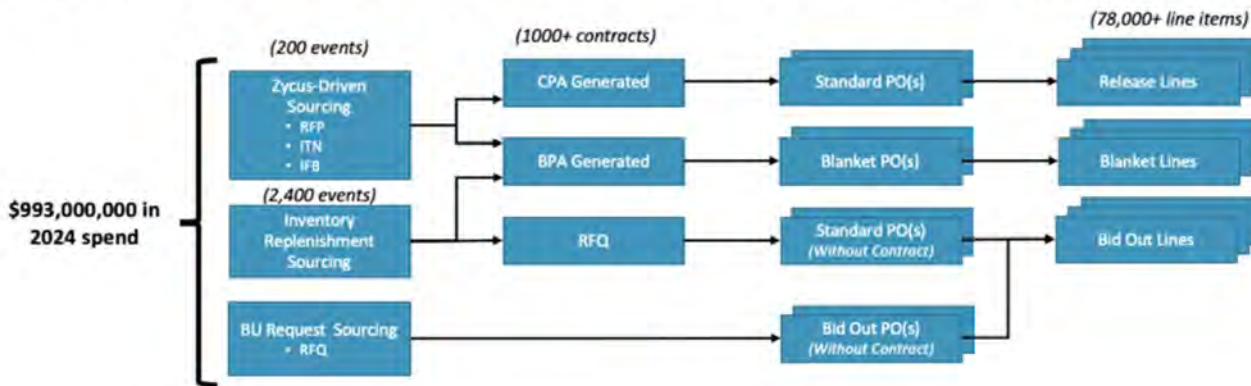 (78,000+ line items)
(200 events)
(1000+ contracts)
Zycus-Driven
Sourcing
• RFP
• ITN
• IFB
CPA Generated
Standard PO(s)
Release Lines
BPA Generated
Blanket PO(s)
Blanket Lines
$993,000,000 in
2024 spend
(2,400 events)
Inventory
Replenishment
Sourcing
RFQ
Standard PO(s)
(Without Contract)
Bid Out Lines
BU Request Sourcing
• RFQ
Bid Out PO(s)
(Without Contract)